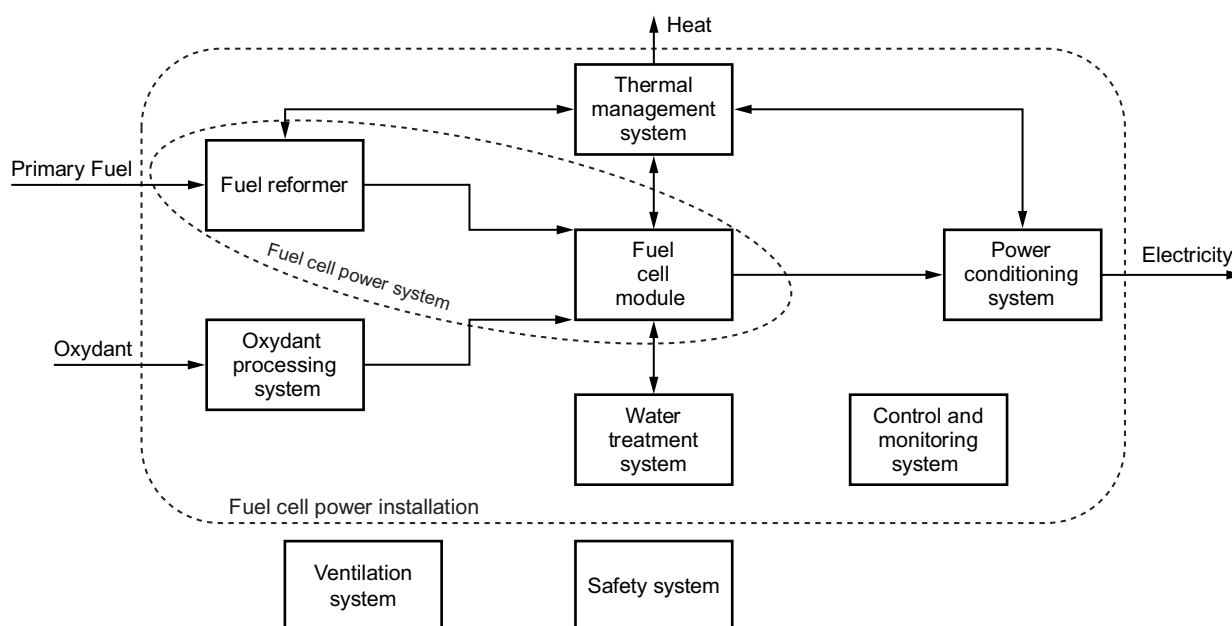 Heat
Thermal
management
system
Primary Fuel
Fuel reformer
Fuel cell power system
Fuel
cell
module
Power
conditioning
system
Electricity
Oxydant
Oxydant
processing
system
Water
treatment
system
Control and
monitoring
system
Fuel cell power installation
Ventilation
system
Safety system